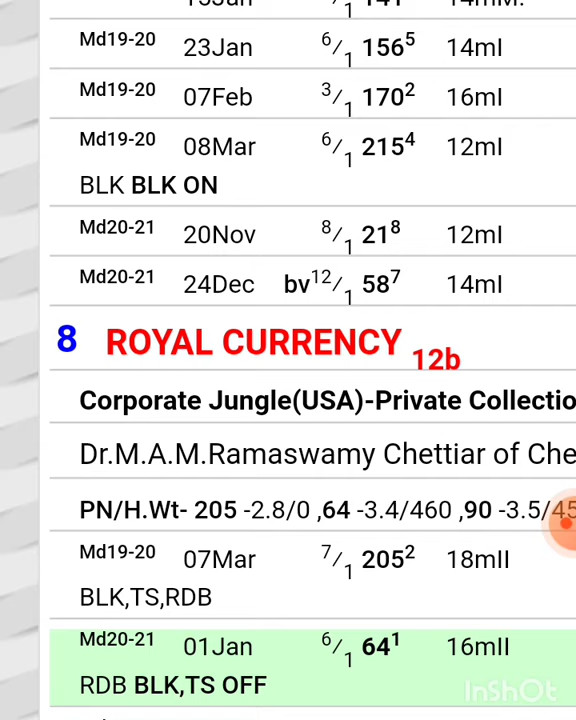 Md19-20 23Jan 6/1 156⁵ 14ml
Md19-20 07Feb 3/1 170² 16ml
Md19-20 08Mar 6/1 215⁴ 12ml
BLK BLK ON
Md20-21 20Nov 8/1 21⁸ 12ml
Md20-21 24Dec bv12/1 58⁷ 14ml
8 ROYAL CURRENCY 12b
Corporate Jungle(USA)-Private Collectio
Dr.M.A.M.Ramaswamy Chettiar of Che
PN/H.Wt- 205 -2.8/0 ,64 -3.4/460 ,90 -3.5/45
Md19-20 07Mar 7/1 205² 18mII
BLK,TS,RDB
Md20-21 01Jan 6/1 64¹ 16mII
RDB BLK,TS OFF
InShOt